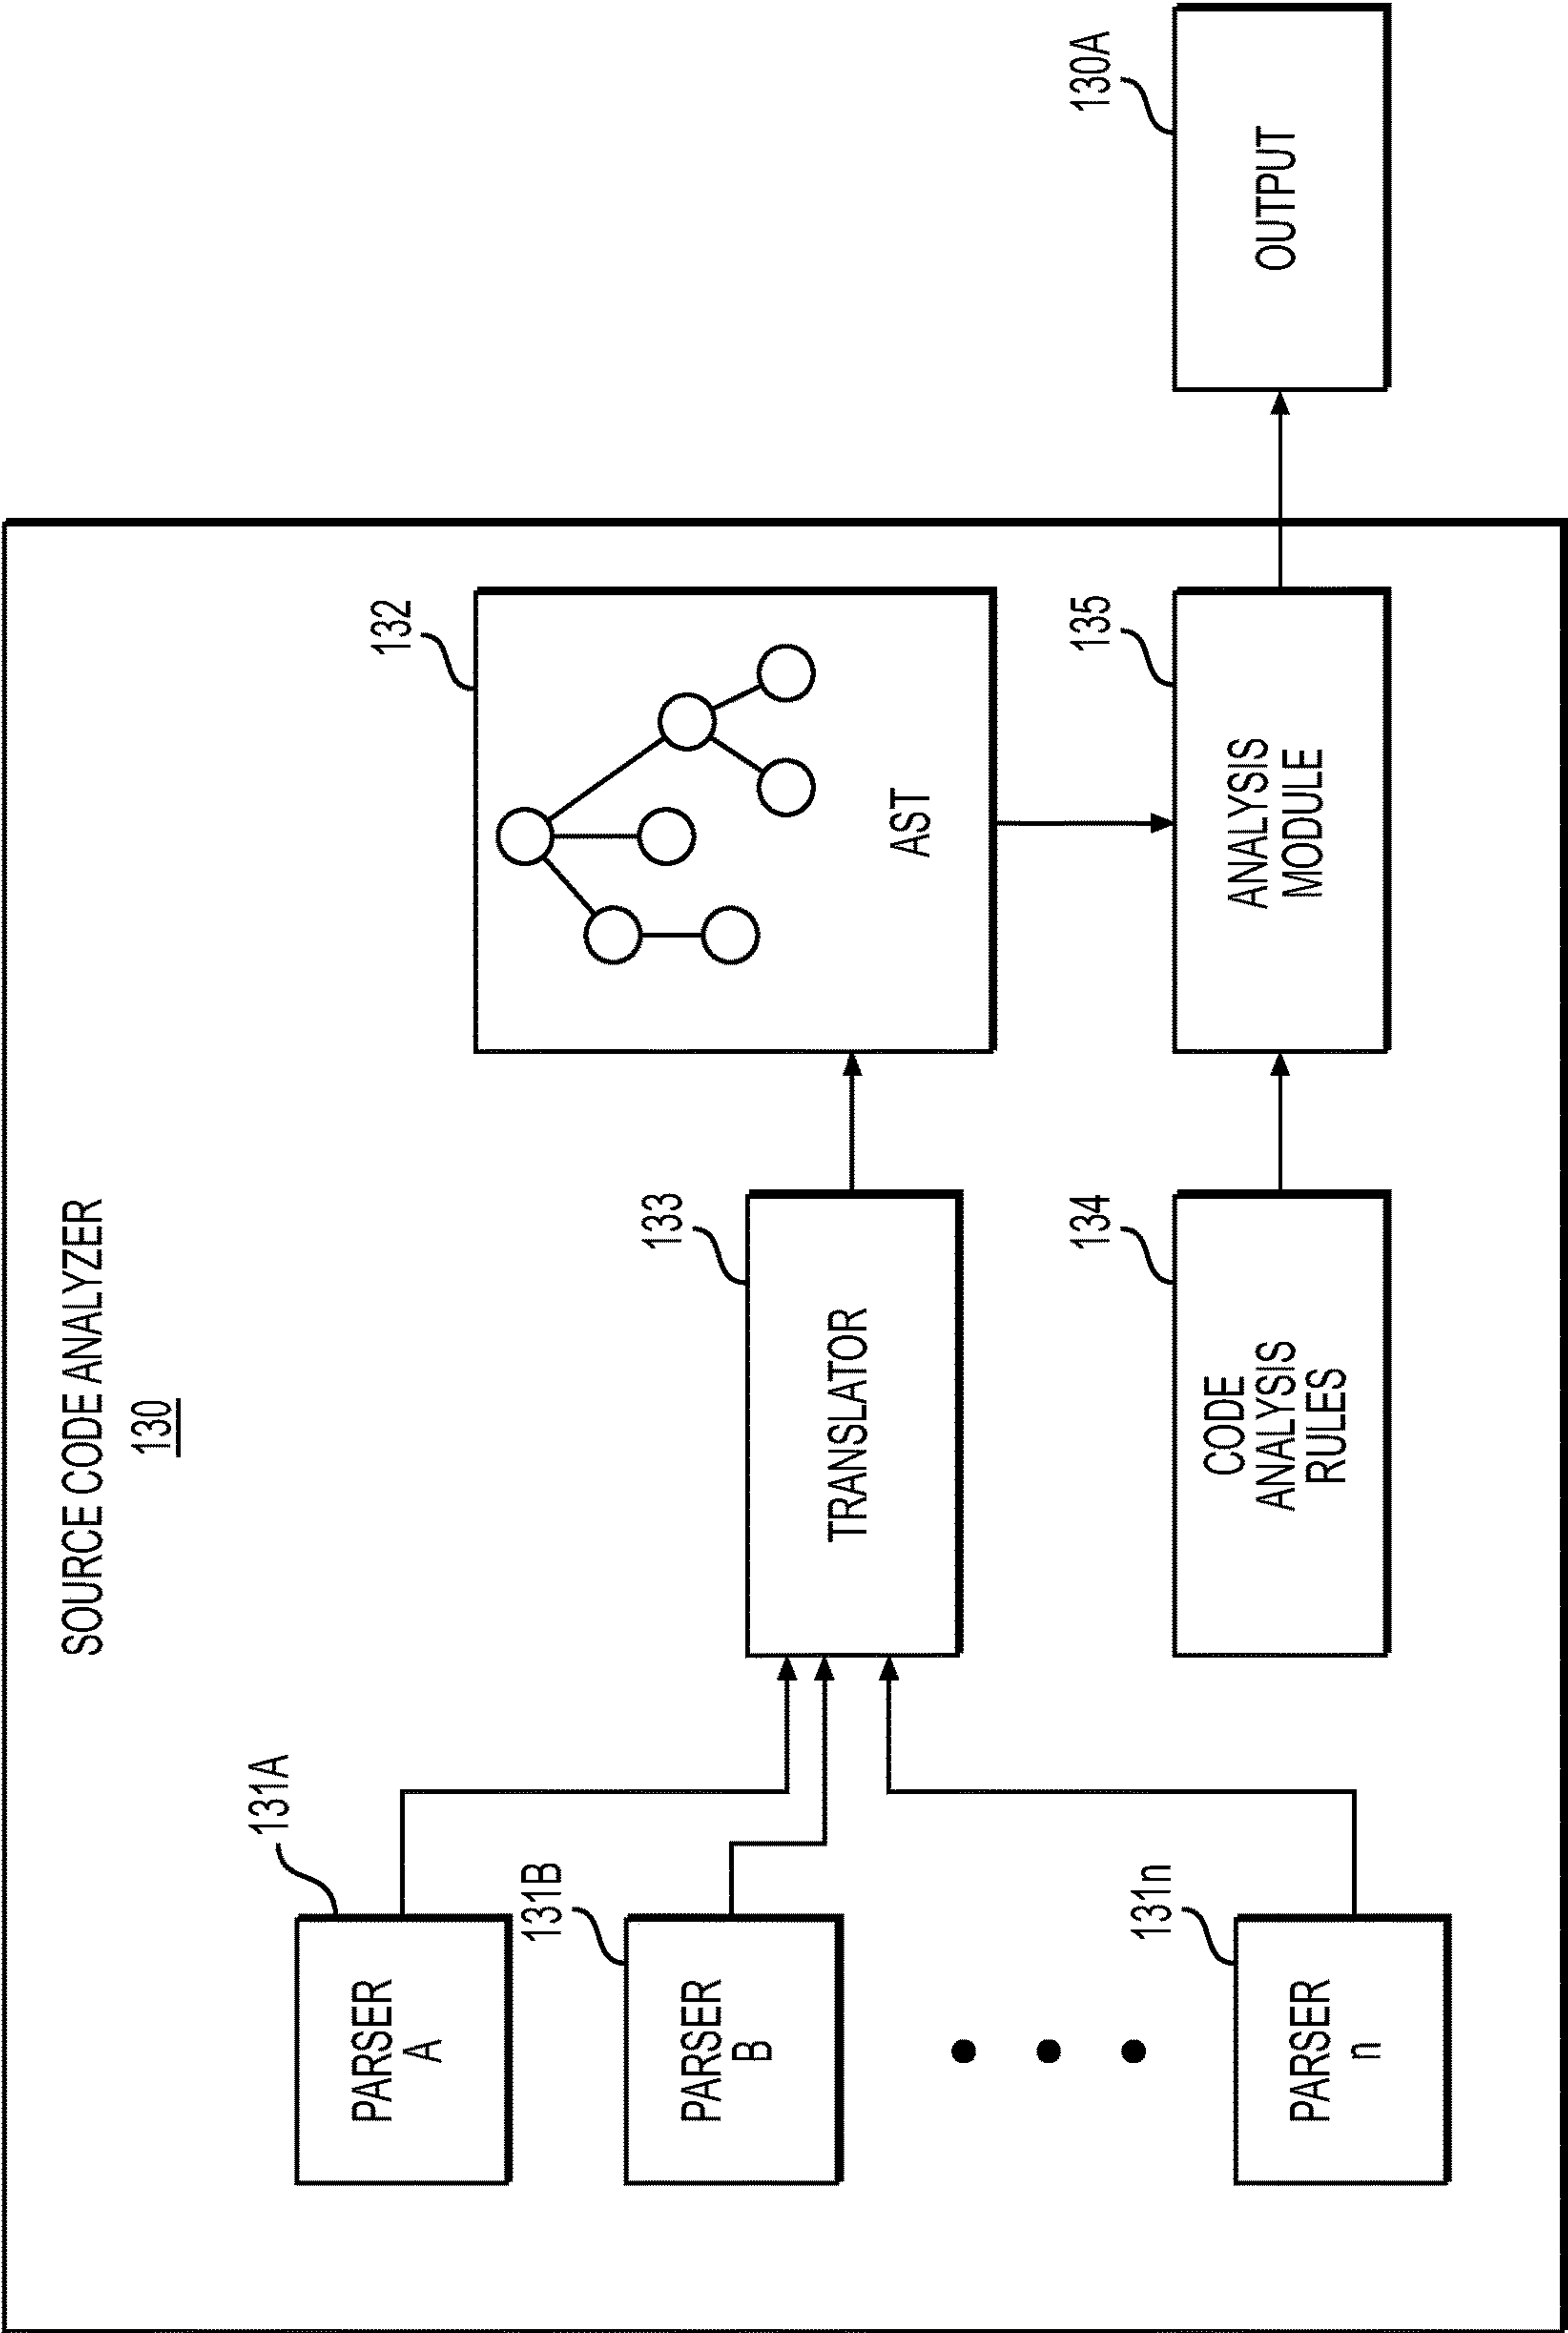 SOURCE CODE ANALYZER
130
131A
PARSER
A
131B
PARSER
B
131n
PARSER
n
133
TRANSLATOR
132
AST
134
CODE
ANALYSIS
RULES
135
ANALYSIS
MODULE
130A
OUTPUT